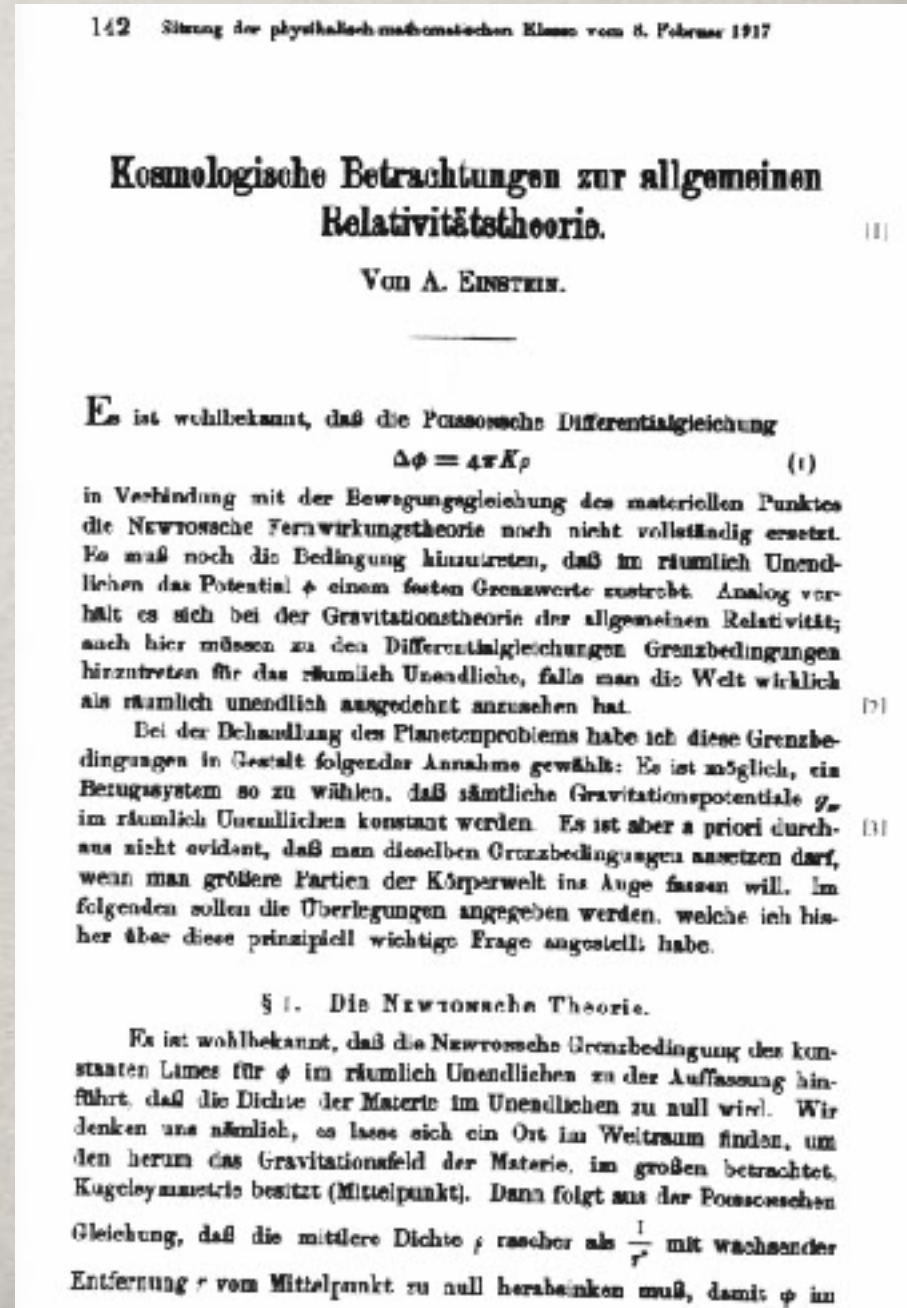 142 Sitzung der physikalisch-mathematischen Klasse vom 8. Februar 1917
Kosmologische Betrachtungen zur allgemeinen
Relativitätstheorie.
[1]
Von A. Einstein.
Es ist wohlbekannt, daß die Poissonsche Differentialgleichung
Δφ = 4πKρ (1)
in Verbindung mit der Bewegungsgleichung des materiellen Punktes
die Newtonsche Fernwirkungstheorie noch nicht vollständig ersetzt.
Es muß noch die Bedingung hinzutreten, daß im räumlich Unend-
lichen das Potential φ einem festen Grenzwerte zustrebt. Analog ver-
hält es sich bei der Gravitationstheorie der allgemeinen Relativität;
auch hier müssen zu den Differentialgleichungen Grenzbedingungen
hinzutreten für das räumlich Unendliche, falls man die Welt wirklich
als räumlich unendlich ausgedehnt anzusehen hat. [2]
Bei der Behandlung des Planetenproblems habe ich diese Grenzbe-
dingungen in Gestalt folgender Annahme gewählt: Es ist möglich, ein
Bezugssystem so zu wählen, daß sämtliche Gravitationspotentiale
im räumlich Unendlichen konstant werden. Es ist aber a priori durch- [3]
aus nicht evident, daß man dieselben Grenzbedingungen ansetzen darf,
wenn man größere Partien der Körperwelt ins Auge fassen will. Im
folgenden sollen die Überlegungen angegeben werden, welche ich bis-
her über diese prinzipiell wichtige Frage angestellt habe.
§ 1. Die Newtonsche Theorie.
Es ist wohlbekannt, daß die Newtonsche Grenzbedingung des kon-
stanten Limes für φ im räumlich Unendlichen zu der Auffassung hin-
führt, daß die Dichte der Materie im Unendlichen zu null wird. Wir
denken uns nämlich, es lasse sich ein Ort im Weltraum finden, um
den herum das Gravitationsfeld der Materie, im großen betrachtet,
Kugelsymmetrie besitzt (Mittelpunkt). Dann folgt aus der Poissonschen
Gleichung, daß die mittlere Dichte ρ rascher als 1/r² mit wachsender
Entfernung r vom Mittelpunkt zu null herabsinken muß, damit φ im